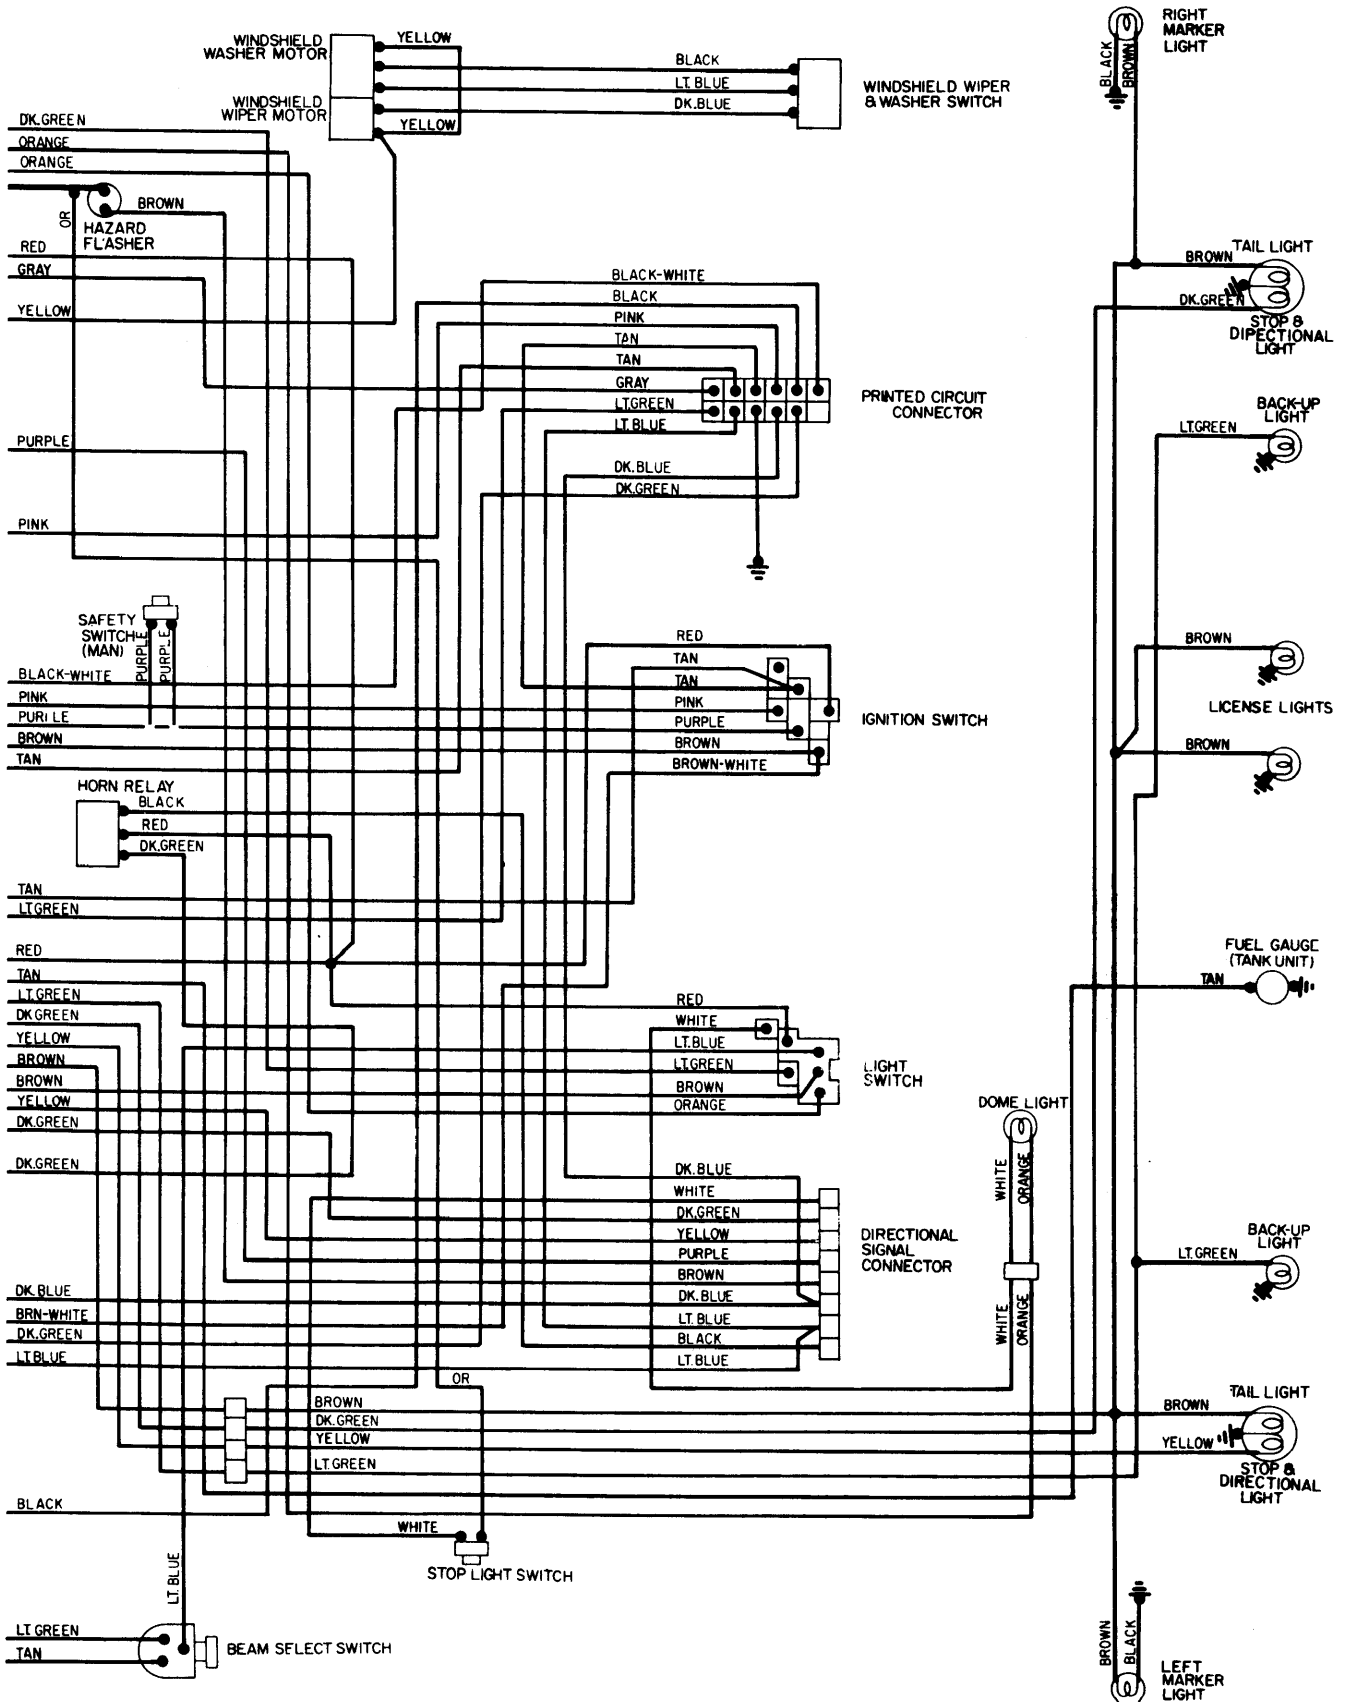 RIGHT
MARKER
LIGHT
BLACK
BROWN
WINDSHIELD
WASHER MOTOR
WINDSHIELD
WIPER MOTOR
YELLOW
BLACK
LT. BLUE
DK.BLUE
YELLOW
WINDSHIELD WIPER
& WASHER SWITCH
DK.GREEN
ORANGE
ORANGE
OR
BROWN
HAZARD
FLASHER
RED
GRAY
YELLOW
PURPLE
PINK
BLACK-WHITE
BLACK
PINK
TAN
TAN
GRAY
LT.GREEN
LT. BLUE
DK.BLUE
DK.GREEN
PRINTED CIRCUIT
CONNECTOR
BROWN
TAIL LIGHT
DK.GREEN
STOP &
DIPECTIONAL
LIGHT
BACK-UP
LIGHT
LT.GREEN
SAFETY
SWITCH
(MAN)
PURPLE
PURPLE
BLACK-WHITE
PINK
PURILE
BROWN
TAN
RED
TAN
TAN
PINK
PURPLE
BROWN
BROWN-WHITE
IGNITION SWITCH
BROWN
LICENSE LIGHTS
BROWN
HORN RELAY
BLACK
RED
DK.GREEN
TAN
LT.GREEN
RED
TAN
LT.GREEN
DK GREEN
YELLOW
BROWN
BROWN
YELLOW
DK.GREEN
DK.GREEN
RED
WHITE
LT.BLUE
LT.GREEN
BROWN
ORANGE
LIGHT
SWITCH
FUEL GAUGE
(TANK UNIT)
TAN
DOME LIGHT
WHITE
ORANGE
WHITE
ORANGE
DK.BLUE
WHITE
DK.GREEN
YELLOW
PURPLE
BROWN
DK.BLUE
LT. BLUE
BLACK
LT. BLUE
DIRECTIONAL
SIGNAL
CONNECTOR
BACK-UP
LIGHT
LT.GREEN
DK.BLUE
BRN-WHITE
DK.GREEN
LT.BLUE
OR
BROWN
DK.GREEN
YELLOW
LT.GREEN
TAIL LIGHT
BROWN
YELLOW
STOP &
DIRECTIONAL
LIGHT
BLACK
WHITE
STOP LIGHT SWITCH
LT. BLUE
LT GREEN
TAN
BEAM SELECT SWITCH
BROWN
BLACK
LEFT
MARKER
LIGHT